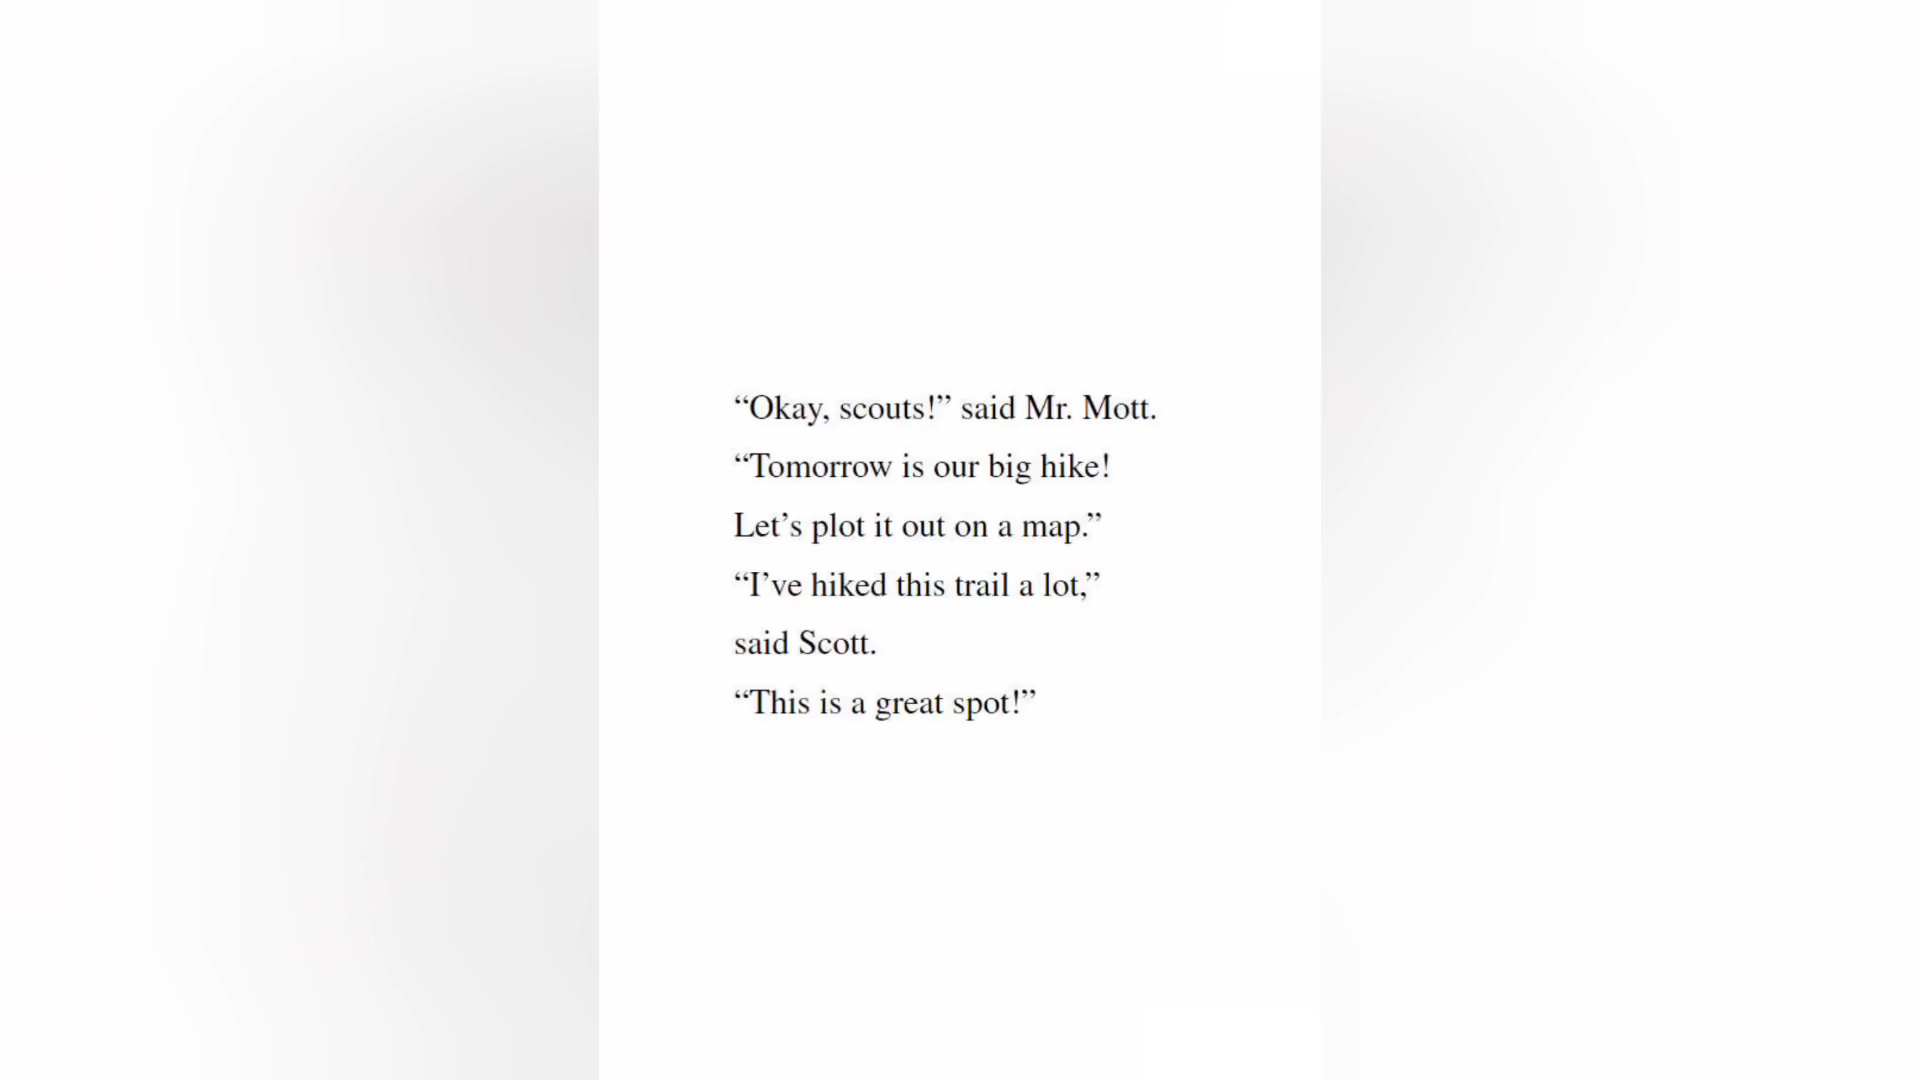 “Okay, scouts!” said Mr. Mott.
“Tomorrow is our big hike!
Let’s plot it out on a map.”
“I’ve hiked this trail a lot,”
said Scott.
“This is a great spot!”